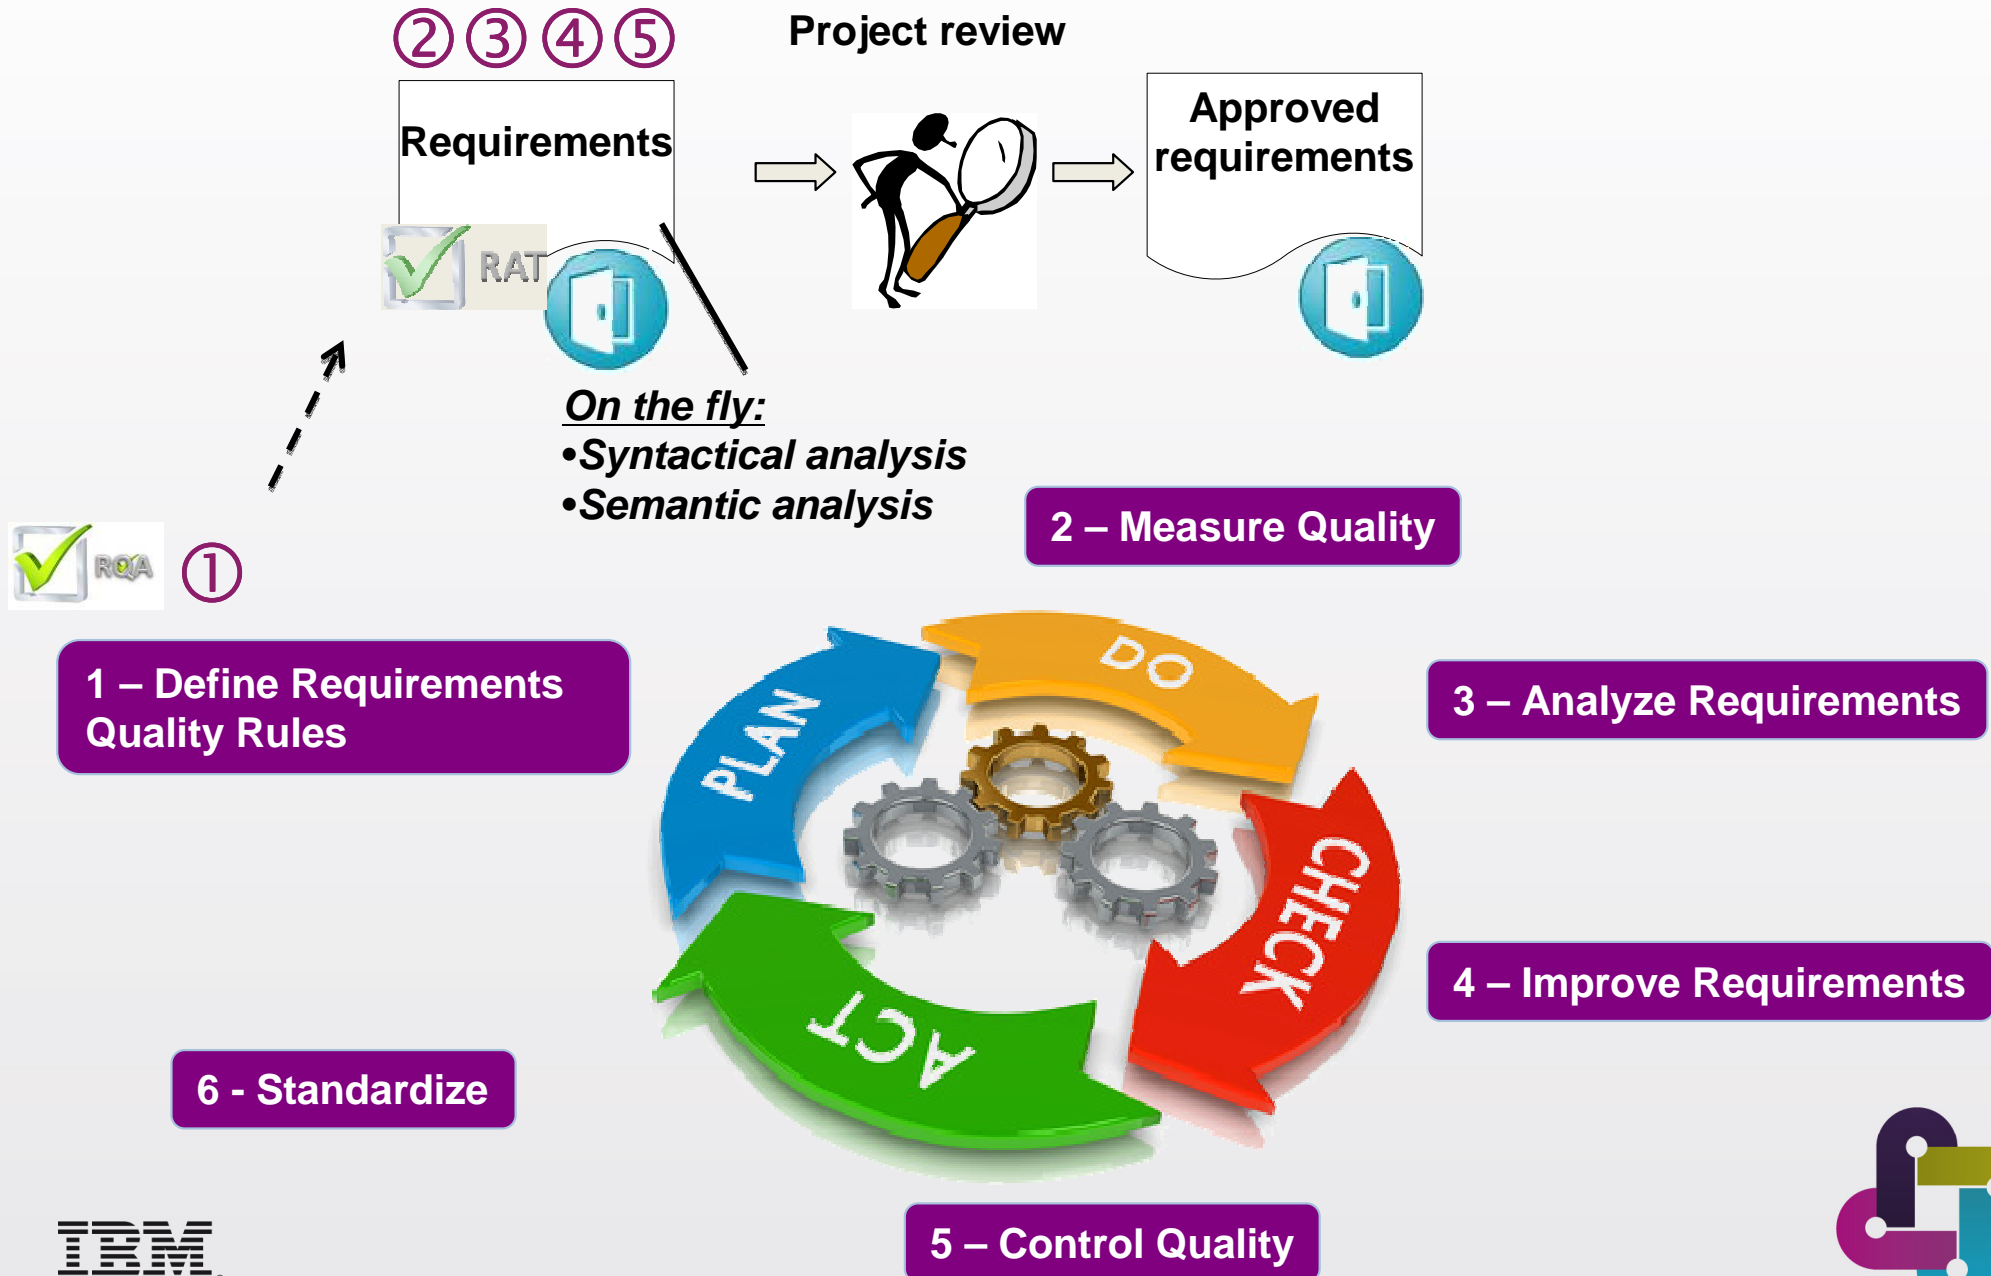 ② ③ ④ ⑤
Project review
Requirements
Approved
requirements
RAT
On the fly:
•Syntactical analysis
•Semantic analysis
RQA
①
2 – Measure Quality
1 – Define Requirements
Quality Rules
3 – Analyze Requirements
PLAN
DO
CHECK
ACT
4 – Improve Requirements
6 - Standardize
5 – Control Quality
IBM.